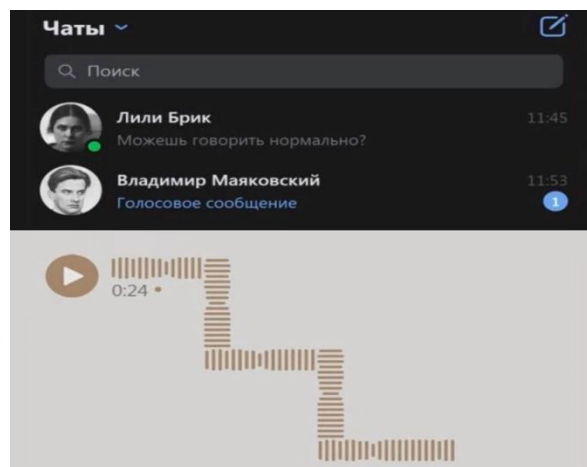 Чаты
Поиск
Лили Брик 11:45
Можешь говорить нормально?
Владимир Маяковский 11:53
Голосовое сообщение 1
0:24